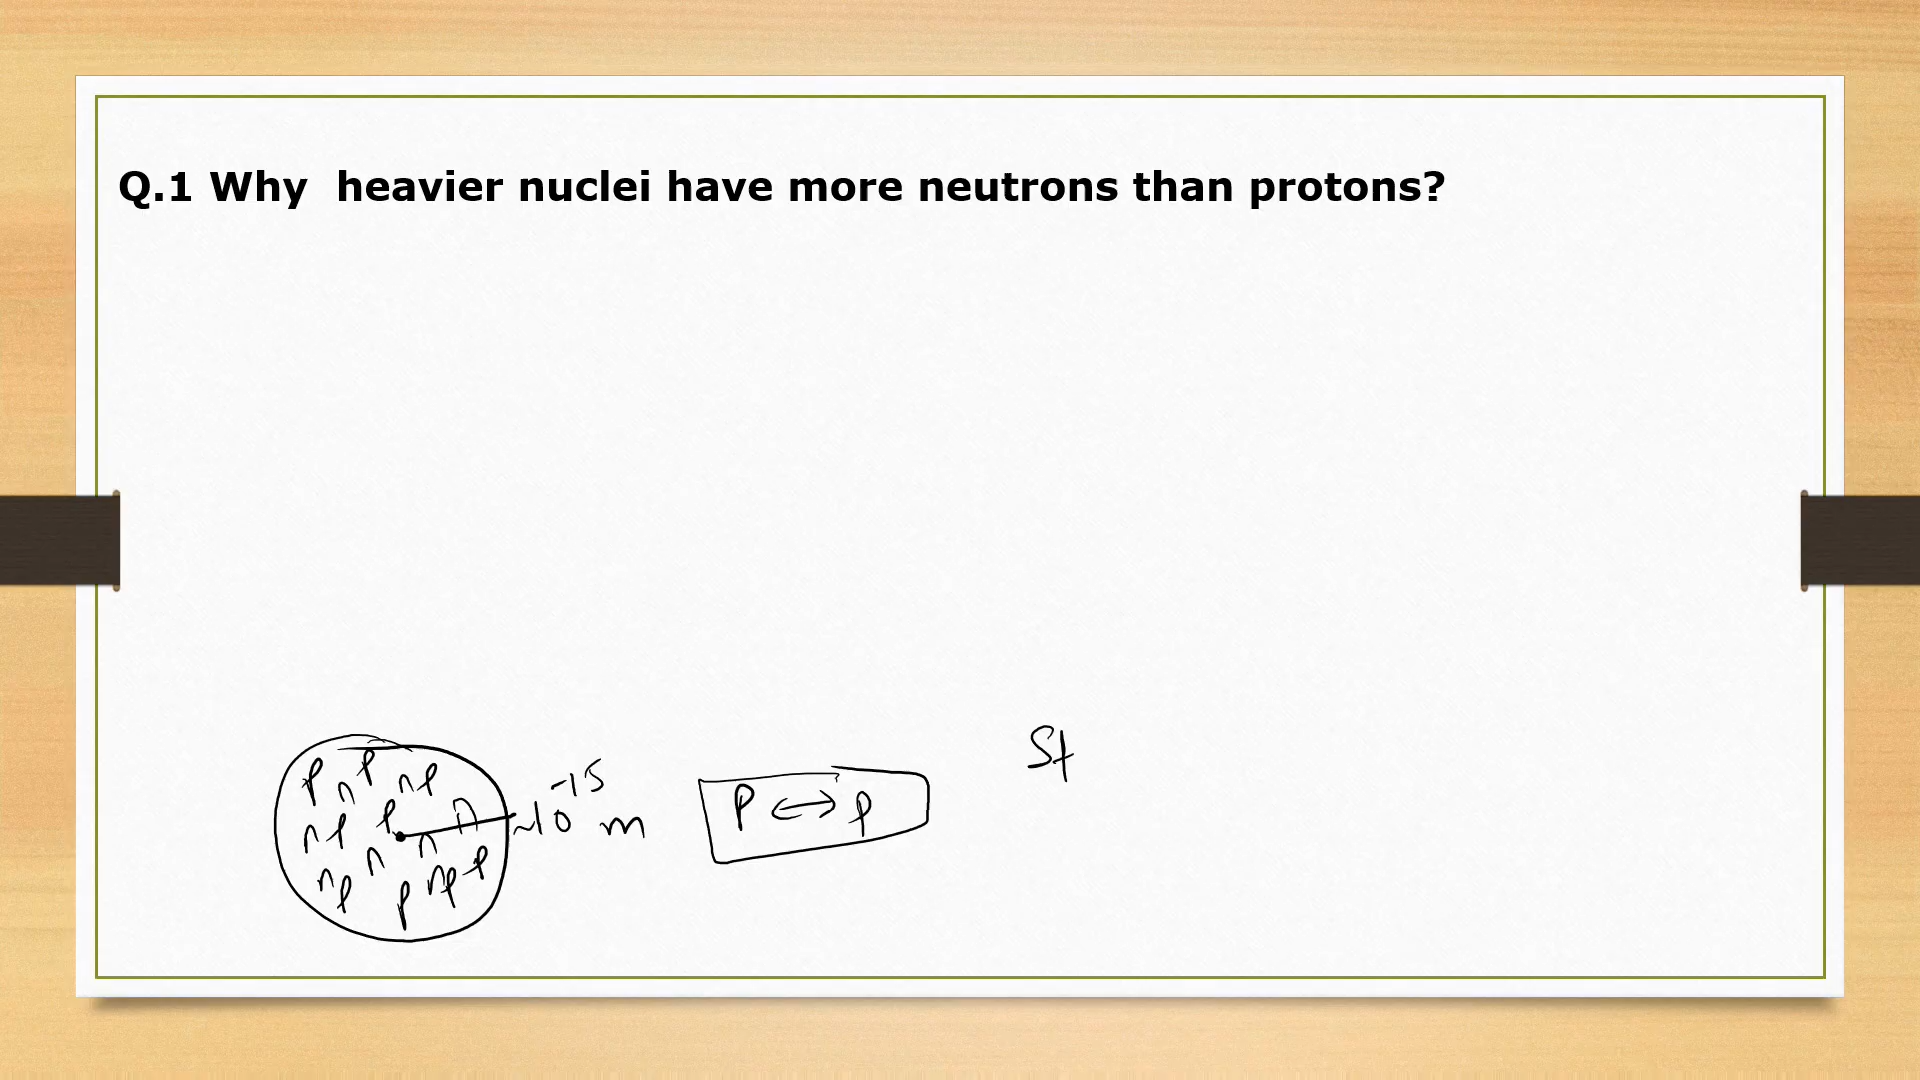 Q.1 Why heavier nuclei have more neutrons than protons?
p n p n p
n p p n
n n
n p p n p p
~10^-15 m
p ↔ p
St